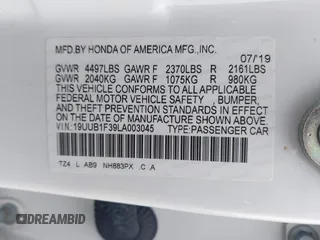 MFD.BY HONDA OF AMERICA MFG.,INC. 07/19
GVWR 4497LBS GAWR F 2370LBS R 2161LBS
GVWR 2040KG GAWR F 1075KG R 980KG
THIS VEHICLE CONFORMS TO ALL APPLICABLE
FEDERAL MOTOR VEHICLE SAFETY , BUMPER,
AND THEFT PREVENTION STANDARDS IN EFFECT
ON THE DATE OF MANUFACTURE SHOWN ABOVE.
VIN:19UUB1F39LA003045 TYPE:PASSENGER CAR
TZ4 L AB9 NH883PX .C .A
DREAMBID